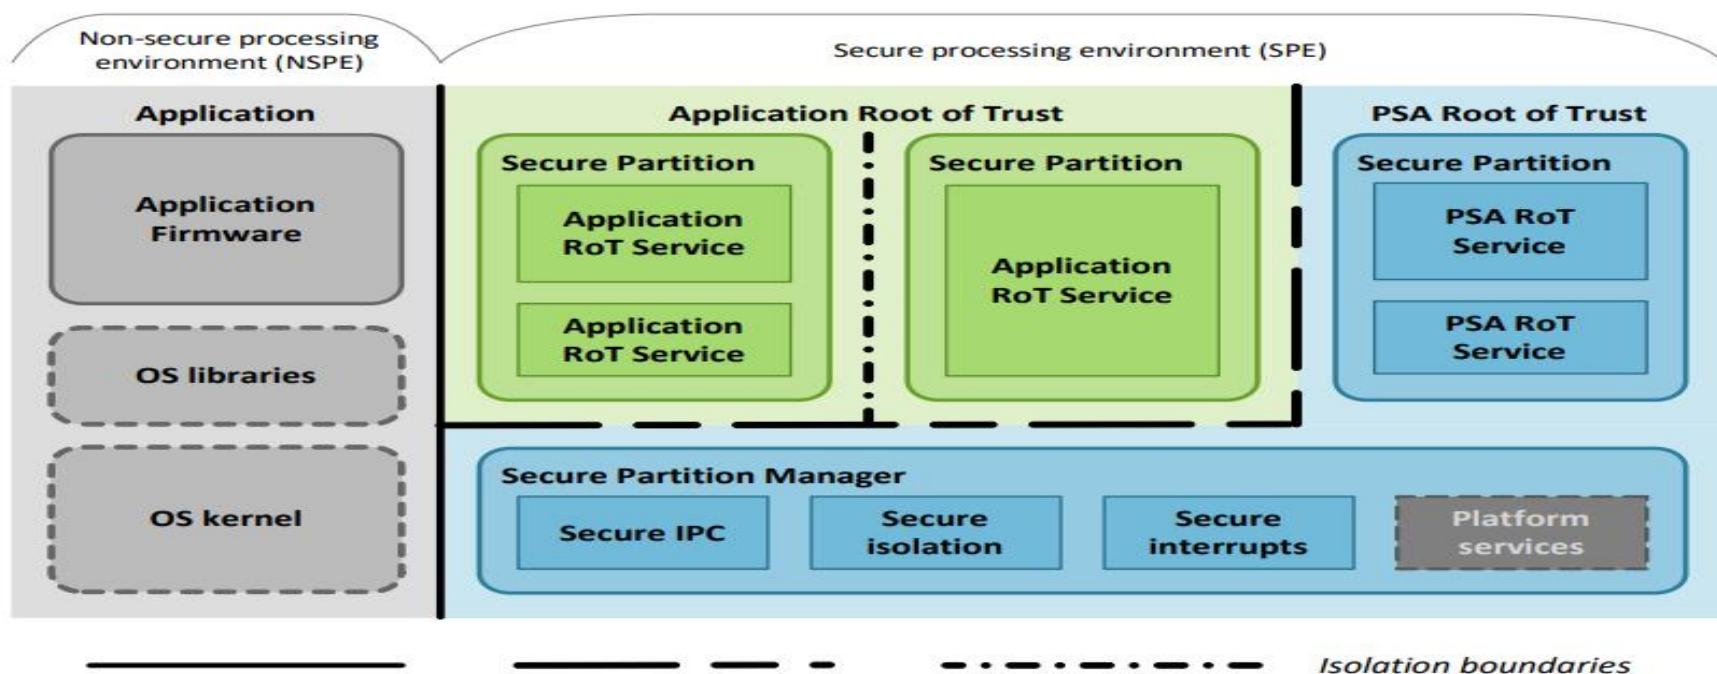 Non-secure processing
environment (NSPE)
Secure processing environment (SPE)
Application
Application Root of Trust
PSA Root of Trust
Application
Firmware
OS libraries
OS kernel
Secure Partition
Application
RoT Service
Application
RoT Service
Secure Partition
Application
RoT Service
Secure Partition
PSA RoT
Service
PSA RoT
Service
Secure Partition Manager
Secure IPC
Secure
isolation
Secure
interrupts
Platform
services
Isolation boundaries